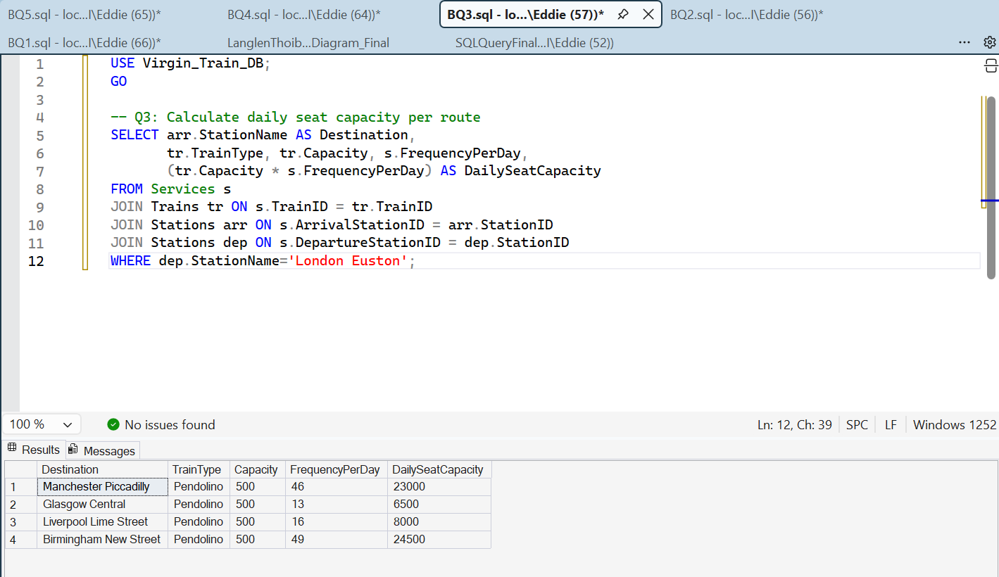 BQ5.sql - loc...l\Eddie (65))* BQ4.sql - loc...l\Eddie (64))* BQ3.sql - lo...\Eddie (57))* BQ2.sql - loc...l\Eddie (56))*
BQ1.sql - loc...l\Eddie (66))* LanglenThoib...Diagram_Final SQLQueryFinal...l\Eddie (52))
1 USE Virgin_Train_DB;
2 GO
3
4 -- Q3: Calculate daily seat capacity per route
5 SELECT arr.StationName AS Destination,
6 tr.TrainType, tr.Capacity, s.FrequencyPerDay,
7 (tr.Capacity * s.FrequencyPerDay) AS DailySeatCapacity
8 FROM Services s
9 JOIN Trains tr ON s.TrainID = tr.TrainID
10 JOIN Stations arr ON s.ArrivalStationID = arr.StationID
11 JOIN Stations dep ON s.DepartureStationID = dep.StationID
12 WHERE dep.StationName='London Euston';
100 % No issues found Ln: 12, Ch: 39 SPC LF Windows 1252
Results Messages
Destination TrainType Capacity FrequencyPerDay DailySeatCapacity
1 Manchester Piccadilly Pendolino 500 46 23000
2 Glasgow Central Pendolino 500 13 6500
3 Liverpool Lime Street Pendolino 500 16 8000
4 Birmingham New Street Pendolino 500 49 24500